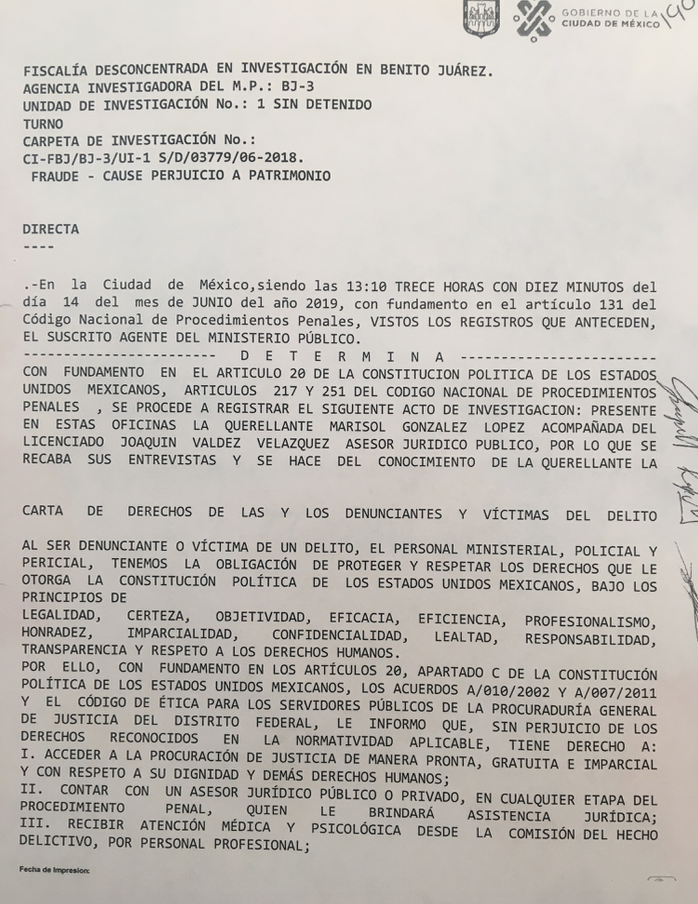 GOBIERNO DE LA
CIUDAD DE MÉXICO
190
FISCALÍA DESCONCENTRADA EN INVESTIGACIÓN EN BENITO JUÁREZ.
AGENCIA INVESTIGADORA DEL M.P.: BJ-3
UNIDAD DE INVESTIGACIÓN No.: 1 SIN DETENIDO
TURNO
CARPETA DE INVESTIGACIÓN No.:
CI-FBJ/BJ-3/UI-1 S/D/03779/06-2018.
FRAUDE - CAUSE PERJUICIO A PATRIMONIO
DIRECTA
----
.-En la Ciudad de México,siendo las 13:10 TRECE HORAS CON DIEZ MINUTOS del
día 14 del mes de JUNIO del año 2019, con fundamento en el artículo 131 del
Código Nacional de Procedimientos Penales, VISTOS LOS REGISTROS QUE ANTECEDEN,
EL SUSCRITO AGENTE DEL MINISTERIO PÚBLICO.
----------------------- D E T E R M I N A -----------------------
CON FUNDAMENTO EN EL ARTICULO 20 DE LA CONSTITUCION POLITICA DE LOS ESTADOS
UNIDOS MEXICANOS, ARTICULOS 217 Y 251 DEL CODIGO NACIONAL DE PROCEDIMIENTOS
PENALES , SE PROCEDE A REGISTRAR EL SIGUIENTE ACTO DE INVESTIGACION: PRESENTE
EN ESTAS OFICINAS LA QUERELLANTE MARISOL GONZALEZ LOPEZ ACOMPAÑADA DEL
LICENCIADO JOAQUIN VALDEZ VELAZQUEZ ASESOR JURIDICO PUBLICO, POR LO QUE SE
RECABA SUS ENTREVISTAS Y SE HACE DEL CONOCIMIENTO DE LA QUERELLANTE LA
CARTA DE DERECHOS DE LAS Y LOS DENUNCIANTES Y VÍCTIMAS DEL DELITO
AL SER DENUNCIANTE O VÍCTIMA DE UN DELITO, EL PERSONAL MINISTERIAL, POLICIAL Y
PERICIAL, TENEMOS LA OBLIGACIÓN DE PROTEGER Y RESPETAR LOS DERECHOS QUE LE
OTORGA LA CONSTITUCIÓN POLÍTICA DE LOS ESTADOS UNIDOS MEXICANOS, BAJO LOS
PRINCIPIOS DE
LEGALIDAD, CERTEZA, OBJETIVIDAD, EFICACIA, EFICIENCIA, PROFESIONALISMO,
HONRADEZ, IMPARCIALIDAD, CONFIDENCIALIDAD, LEALTAD, RESPONSABILIDAD,
TRANSPARENCIA Y RESPETO A LOS DERECHOS HUMANOS.
POR ELLO, CON FUNDAMENTO EN LOS ARTÍCULOS 20, APARTADO C DE LA CONSTITUCIÓN
POLÍTICA DE LOS ESTADOS UNIDOS MEXICANOS, LOS ACUERDOS A/010/2002 Y A/007/2011
Y EL CÓDIGO DE ÉTICA PARA LOS SERVIDORES PÚBLICOS DE LA PROCURADURÍA GENERAL
DE JUSTICIA DEL DISTRITO FEDERAL, LE INFORMO QUE, SIN PERJUICIO DE LOS
DERECHOS RECONOCIDOS EN LA NORMATIVIDAD APLICABLE, TIENE DERECHO A:
I. ACCEDER A LA PROCURACIÓN DE JUSTICIA DE MANERA PRONTA, GRATUITA E IMPARCIAL
Y CON RESPETO A SU DIGNIDAD Y DEMÁS DERECHOS HUMANOS;
II. CONTAR CON UN ASESOR JURÍDICO PÚBLICO O PRIVADO, EN CUALQUIER ETAPA DEL
PROCEDIMIENTO PENAL, QUIEN LE BRINDARÁ ASISTENCIA JURÍDICA;
III. RECIBIR ATENCIÓN MÉDICA Y PSICOLÓGICA DESDE LA COMISIÓN DEL HECHO
DELICTIVO, POR PERSONAL PROFESIONAL;
Fecha de Impresion: